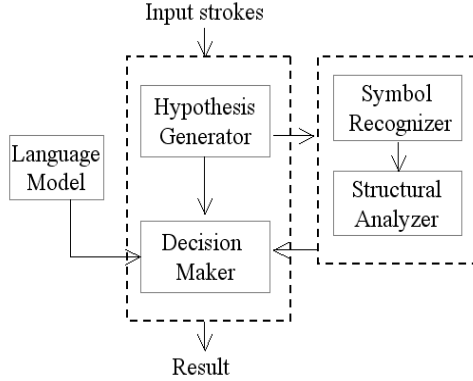 Input strokes
Hypothesis
Generator
Symbol
Recognizer
Language
Model
Structural
Analyzer
Decision
Maker
Result